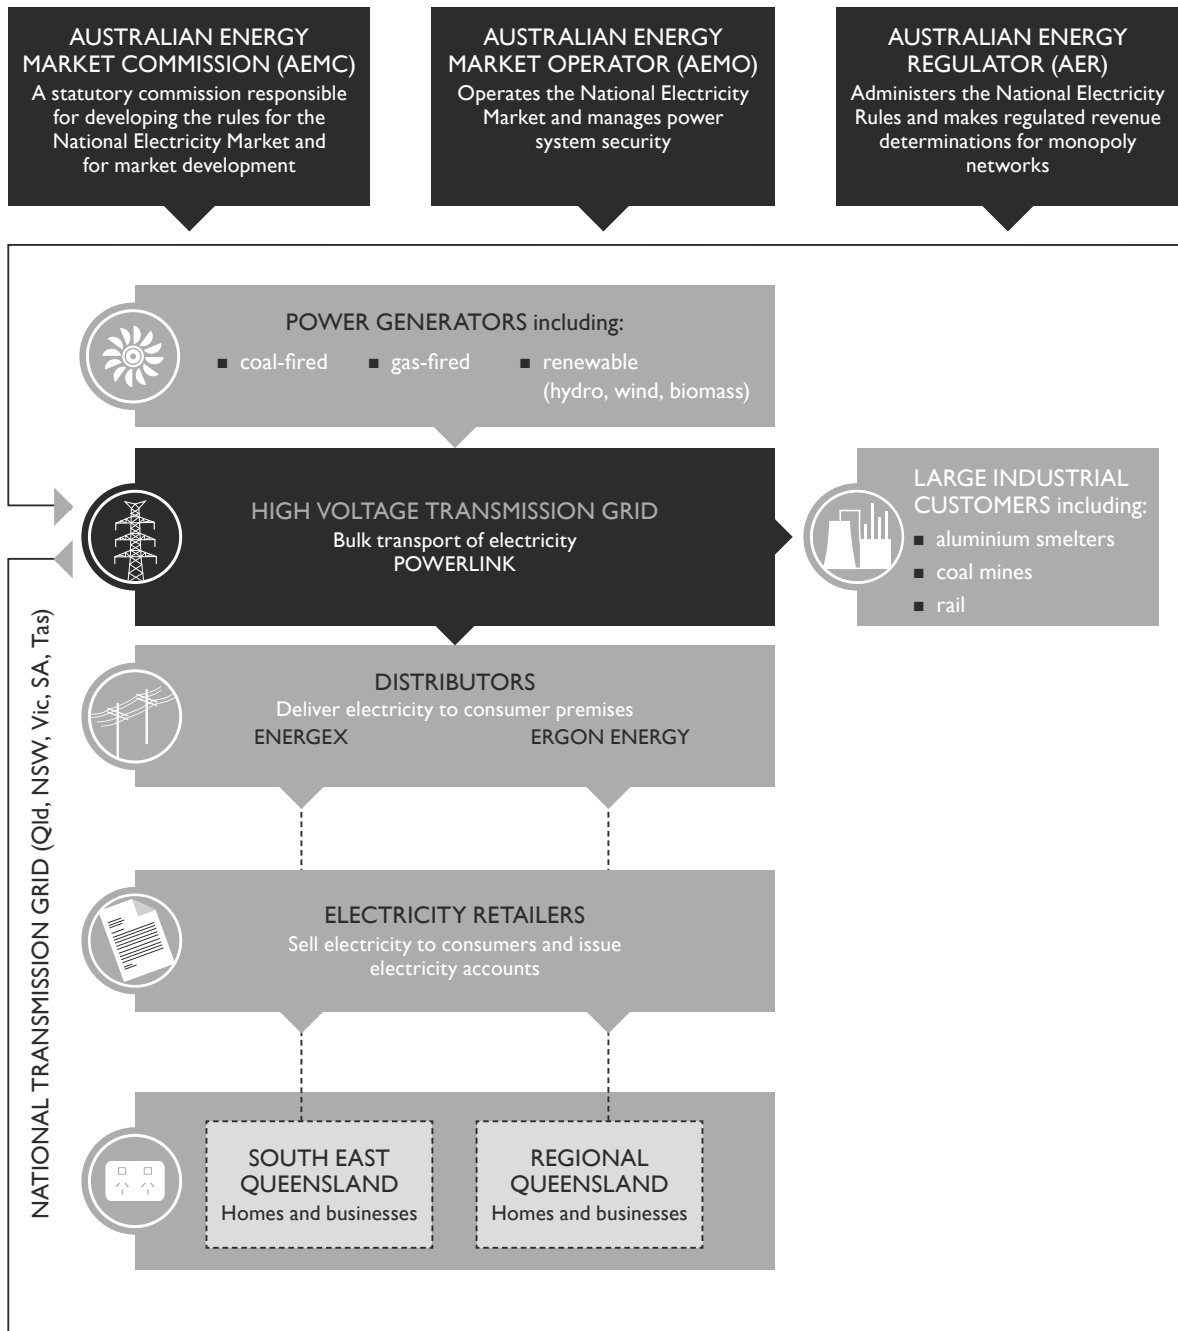 AUSTRALIAN ENERGY
MARKET COMMISSION (AEMC)
A statutory commission responsible
for developing the rules for the
National Electricity Market and
for market development
AUSTRALIAN ENERGY
MARKET OPERATOR (AEMO)
Operates the National Electricity
Market and manages power
system security
AUSTRALIAN ENERGY
REGULATOR (AER)
Administers the National Electricity
Rules and makes regulated revenue
determinations for monopoly
networks
POWER GENERATORS including:
■ coal-fired ■ gas-fired ■ renewable
(hydro, wind, biomass)
HIGH VOLTAGE TRANSMISSION GRID
Bulk transport of electricity
POWERLINK
LARGE INDUSTRIAL
CUSTOMERS including:
■ aluminium smelters
■ coal mines
■ rail
DISTRIBUTORS
Deliver electricity to consumer premises
ENERGEX ERGON ENERGY
ELECTRICITY RETAILERS
Sell electricity to consumers and issue
electricity accounts
SOUTH EAST
QUEENSLAND
Homes and businesses
REGIONAL
QUEENSLAND
Homes and businesses
NATIONAL TRANSMISSION GRID (Qld, NSW, Vic, SA, Tas)